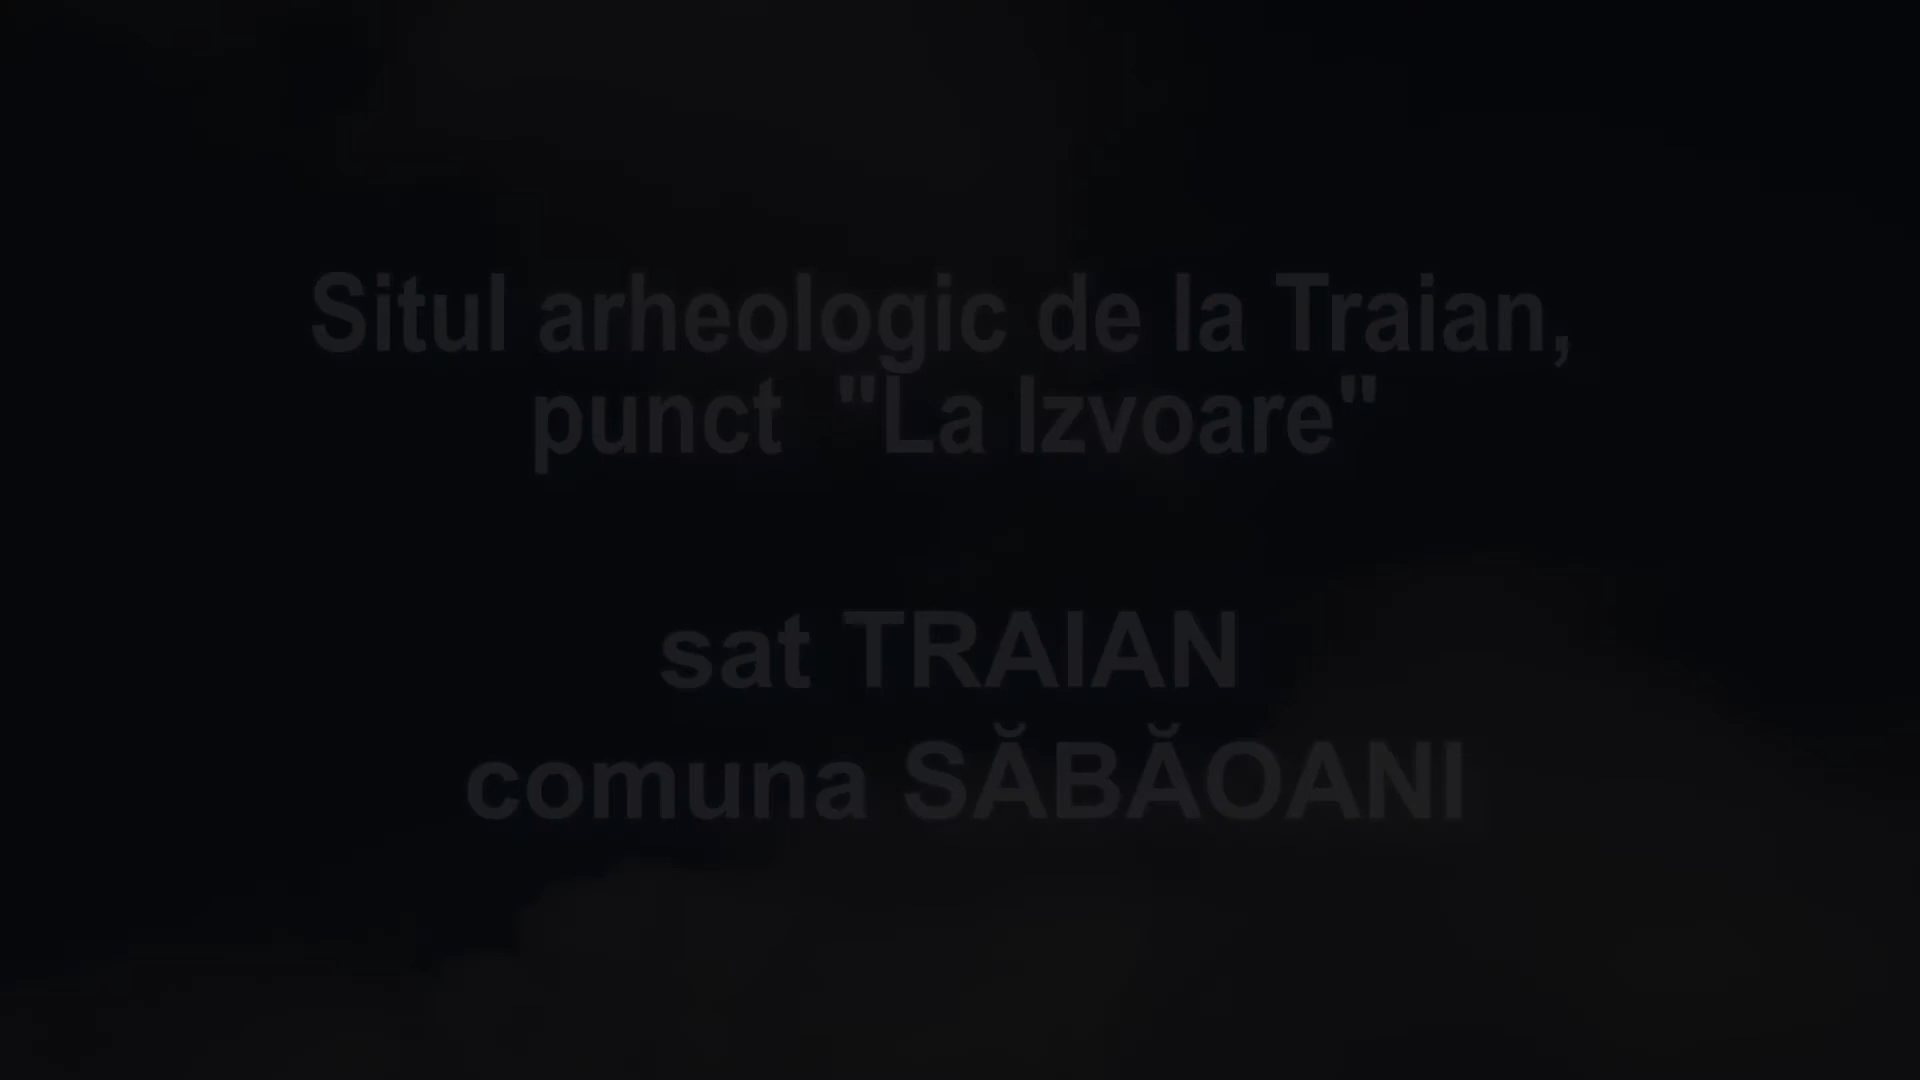 Situl arheologic de la Traian,
punct "La Izvoare"
sat TRAIAN
comuna SĂBĂOANI